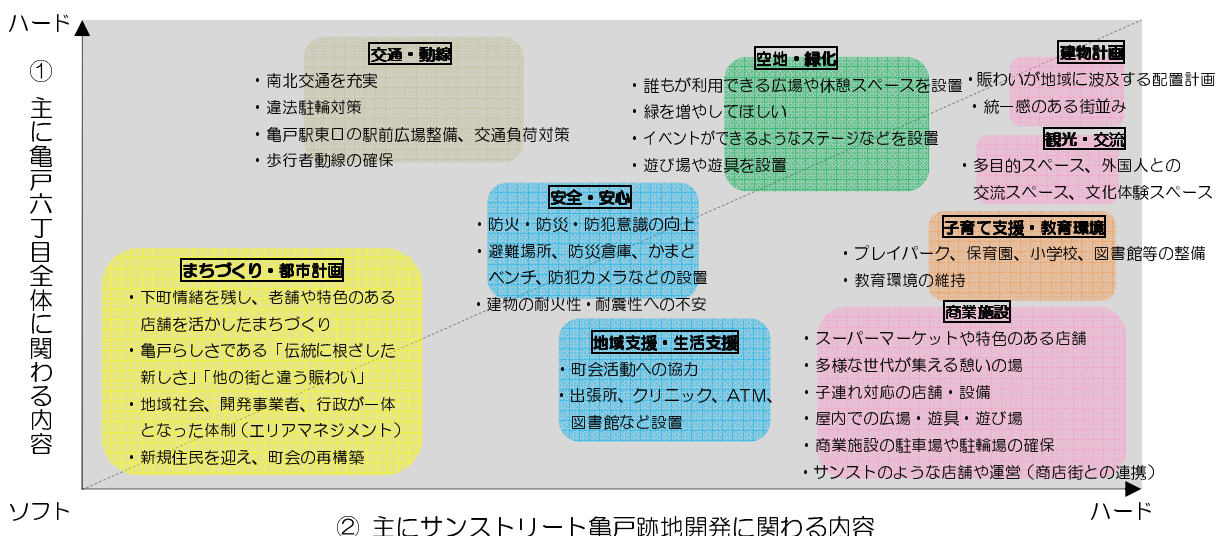 ハード
① 主に亀戸六丁目全体に関わる内容
交通・動線
・南北交通を充実
・違法駐輪対策
・亀戸駅東口の駅前広場整備、交通負荷対策
・歩行者動線の確保
空地・緑化
・誰もが利用できる広場や休憩スペースを設置
・緑を増やしてほしい
・イベントができるようなステージなどを設置
・遊び場や遊具を設置
建物計画
・賑わいが地域に波及する配置計画
・統一感のある街並み
観光・交流
・多目的スペース、外国人との
交流スペース、文化体験スペース
安全・安心
・防火・防災・防犯意識の向上
・避難場所、防災倉庫、かまど
ベンチ、防犯カメラなどの設置
・建物の耐火性・耐震性への不安
子育て支援・教育環境
・プレイパーク、保育園、小学校、図書館等の整備
・教育環境の維持
まちづくり・都市計画
・下町情緒を残し、老舗や特色のある
店舗を活かしたまちづくり
・亀戸らしさである「伝統に根ざした
新しさ」「他の街と違う賑わい」
・地域社会、開発事業者、行政が一体
となった体制（エリアマネジメント）
・新規住民を迎え、町会の再構築
地域支援・生活支援
・町会活動への協力
・出張所、クリニック、ATM、
図書館など設置
商業施設
・スーパーマーケットや特色のある店舗
・多様な世代が集える憩いの場
・子連れ対応の店舗・設備
・屋内での広場・遊具・遊び場
・商業施設の駐車場や駐輪場の確保
・サンストのような店舗や運営（商店街との連携）
ソフト
ハード
② 主にサンストリート亀戸跡地開発に関わる内容